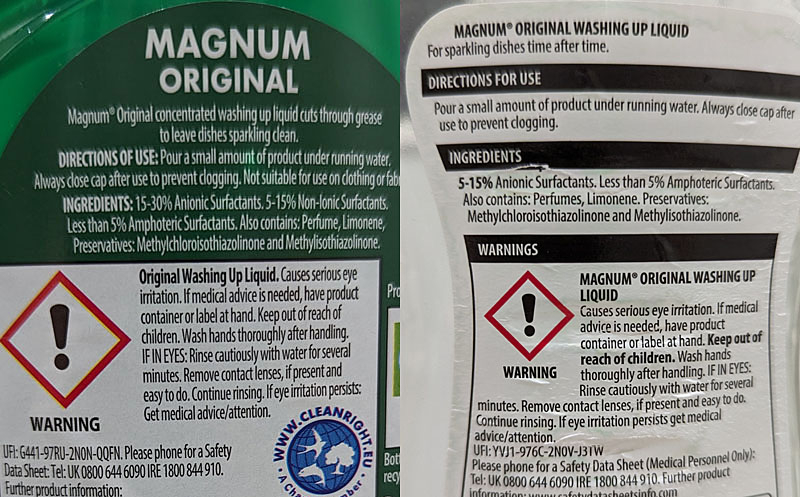 MAGNUM
ORIGINAL
Magnum® Original concentrated washing up liquid cuts through grease
to leave dishes sparkling clean.
DIRECTIONS OF USE: Pour a small amount of product under running water.
Always close cap after use to prevent clogging. Not suitable for use on clothing or
INGREDIENTS: 15-30% Anionic Surfactants. 5-15% Non-Ionic Surfactants.
Less than 5% Amphoteric Surfactants. Also contains: Perfume, Limonene,
Preservatives: Methylchloroisothiazolinone and Methylisothiazolinone.
Original Washing Up Liquid. Causes serious eye
irritation. If medical advice is needed, have product
container or label at hand. Keep out of reach of
children. Wash hands thoroughly after handling.
IF IN EYES: Rinse cautiously with water for several
minutes. Remove contact lenses, if present and
easy to do. Continue rinsing. If eye irritation persists:
Get medical advice/attention.
WARNING
UFI: G441-97RU-2N0N-QQFN. Please phone for a Safety
Data Sheet: Tel: UK 0800 644 6090 IRE 1800 844 910.
Further product information:
WWW.CLEANRIGHT.EU
MAGNUM® ORIGINAL WASHING UP LIQUID
For sparkling dishes time after time.
DIRECTIONS FOR USE
Pour a small amount of product under running water. Always close cap after
use to prevent clogging.
INGREDIENTS
5-15% Anionic Surfactants. Less than 5% Amphoteric Surfactants.
Also contains: Perfumes, Limonene. Preservatives:
Methylchloroisothiazolinone and Methylisothiazolinone.
WARNINGS
MAGNUM® ORIGINAL WASHING UP
LIQUID
Causes serious eye irritation. If medical
advice is needed, have product
container or label at hand. Keep out of
reach of children. Wash hands
thoroughly after handling. IF IN EYES:
Rinse cautiously with water for several
WARNING
minutes. Remove contact lenses, if present and easy to do.
Continue rinsing. If eye irritation persists get medical
advice/attention.
UFI: YVJ1-976C-2N0V-J31W
Please phone for a Safety Data Sheet (Medical Personnel Only):
Tel: UK 0800 644 6090 IRE 1800 844 910. Further product
information: www.safetydatasheetsinfo.com